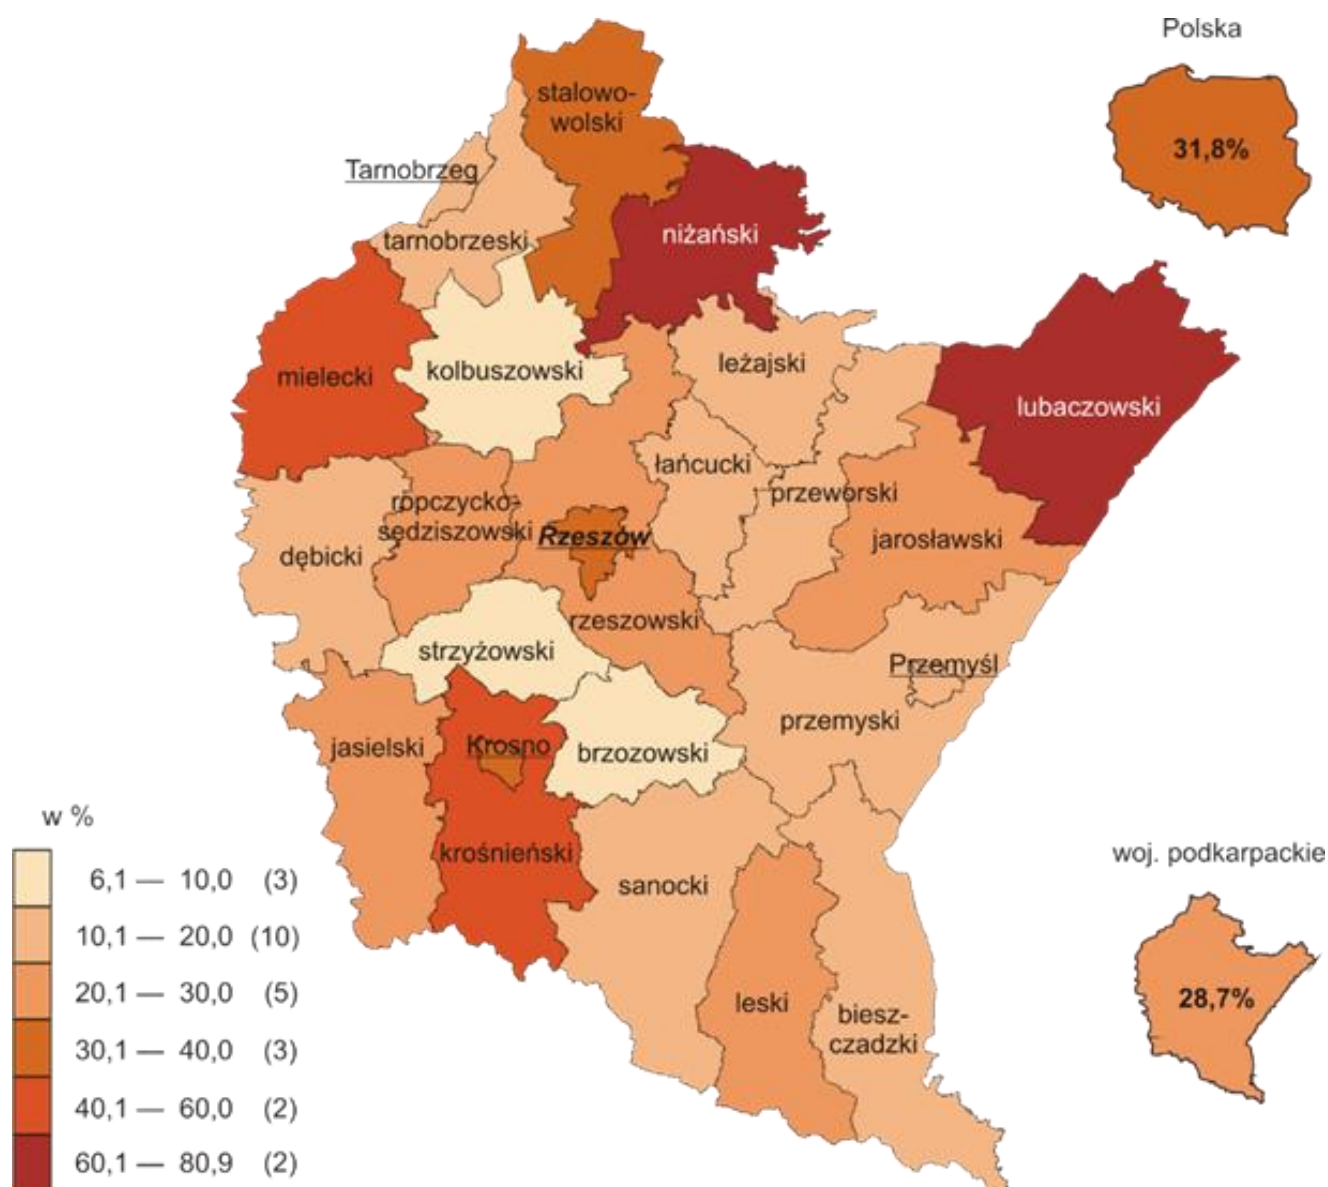 Polska
31,8%
stalowo-
wolski
Tarnobrzeg
niżański
tarnobrzeski
mielecki
kolbuszowski
leżajski
lubaczowski
łańcucki
przeworski
ropczycko-
sędziszowski
Rzeszów
jarosławski
dębicki
rzeszowski
strzyżowski
Przemyśl
przemyski
jasielski
Krosno
brzozowski
krośnieński
sanocki
leski
biesz-
czadzki
woj. podkarpackie
28,7%
w %
6,1 — 10,0 (3)
10,1 — 20,0 (10)
20,1 — 30,0 (5)
30,1 — 40,0 (3)
40,1 — 60,0 (2)
60,1 — 80,9 (2)